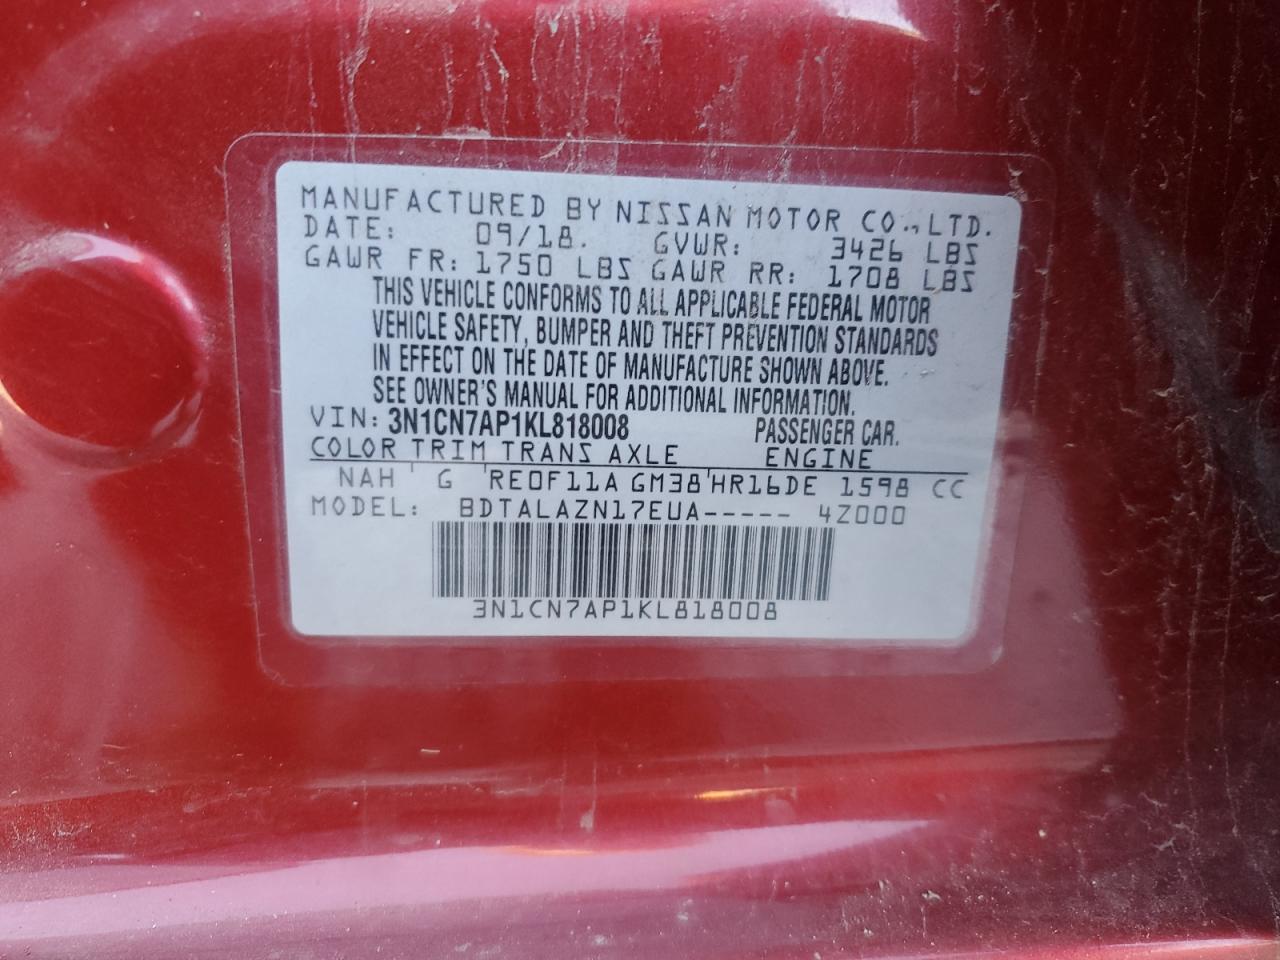 MANUFACTURED BY NISSAN MOTOR CO.,LTD.
DATE: 09/18. GVWR: 3426 LBS
GAWR FR: 1750 LBS GAWR RR: 1708 LBS
THIS VEHICLE CONFORMS TO ALL APPLICABLE FEDERAL MOTOR
VEHICLE SAFETY, BUMPER AND THEFT PREVENTION STANDARDS
IN EFFECT ON THE DATE OF MANUFACTURE SHOWN ABOVE.
SEE OWNER'S MANUAL FOR ADDITIONAL INFORMATION.
VIN: 3N1CN7AP1KL818008 PASSENGER CAR.
COLOR TRIM TRANS AXLE ENGINE
NAH ' G 'RE0F11A GM38'HR16DE 1598 CC
MODEL: BDTALAZN17EUA----- 4Z000
3N1CN7AP1KL818008